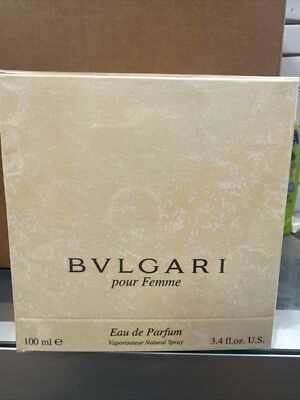 BVLGARI
pour Femme
Eau de Parfum
Vaporisateur Natural Spray
100 ml ℮ 3.4 fl.oz. U.S.